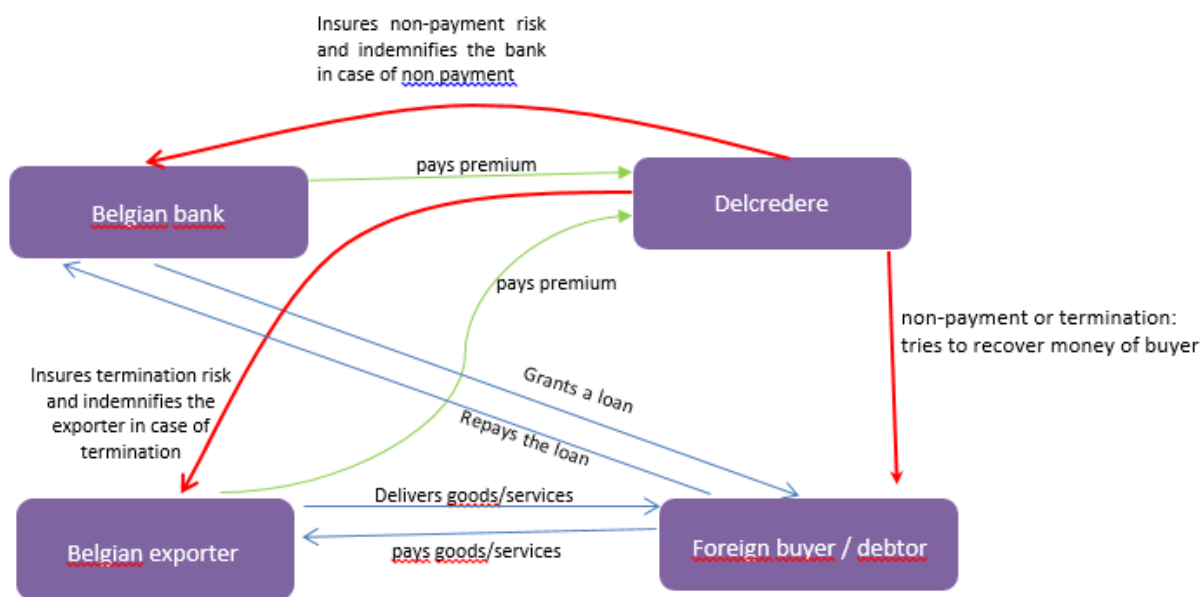 Insures non-payment risk
and indemnifies the bank
in case of non payment
pays premium
Belgian bank
Delcredere
pays premium
non-payment or termination:
tries to recover money of buyer
Insures termination risk
and indemnifies the
exporter in case of
termination
Grants a loan
Repays the loan
Delivers goods/services
Belgian exporter
pays goods/services
Foreign buyer / debtor